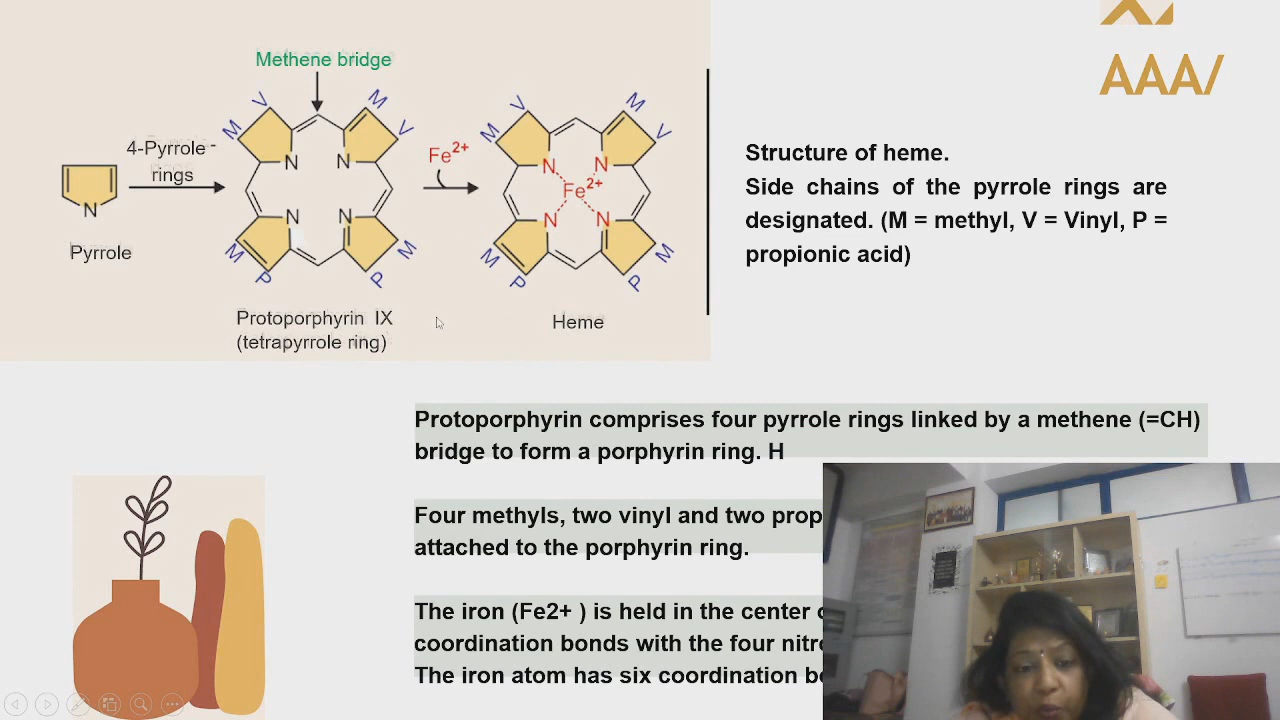 AAA/
Methene bridge
V
M
M
V
4-Pyrrole-
rings
N
N
N
N
N
M
P
P
M
Pyrrole
Protoporphyrin IX
(tetrapyrrole ring)
Fe2+
V
M
M
V
N
N
Fe2+
N
N
M
P
P
M
Heme
Structure of heme.
Side chains of the pyrrole rings are
designated. (M = methyl, V = Vinyl, P =
propionic acid)
Protoporphyrin comprises four pyrrole rings linked by a methene (=CH)
bridge to form a porphyrin ring. H
Four methyls, two vinyl and two prop
attached to the porphyrin ring.
The iron (Fe2+ ) is held in the center
coordination bonds with the four nitr
The iron atom has six coordination b